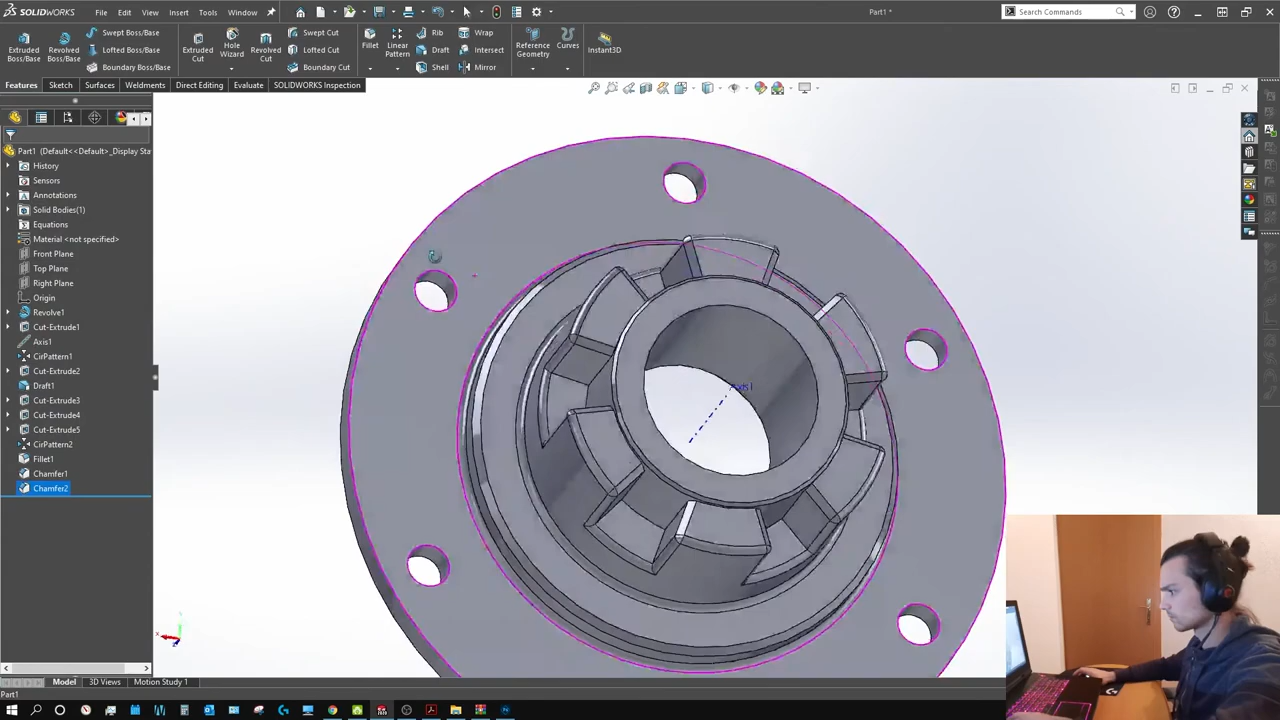 SOLIDWORKS File Edit View Insert Tools Window Part1 * Search Commands
Extruded Boss/Base Revolved Boss/Base Swept Boss/Base Lofted Boss/Base Boundary Boss/Base Extruded Cut Hole Wizard Revolved Cut Swept Cut Lofted Cut Boundary Cut Fillet Linear Pattern Rib Draft Shell Wrap Intersect Mirror Reference Geometry Curves Instant3D
Features Sketch Surfaces Weldments Direct Editing Evaluate SOLIDWORKS Inspection
Part1 (Default<<Default>_Display Sta
History
Sensors
Annotations
Solid Bodies(1)
Equations
Material <not specified>
Front Plane
Top Plane
Right Plane
Origin
Revolve1
Cut-Extrude1
Axis1
CirPattern1
Cut-Extrude2
Draft1
Cut-Extrude3
Cut-Extrude4
Cut-Extrude5
CirPattern2
Fillet1
Chamfer1
Chamfer2
Axis1
Model 3D Views Motion Study 1
Part1